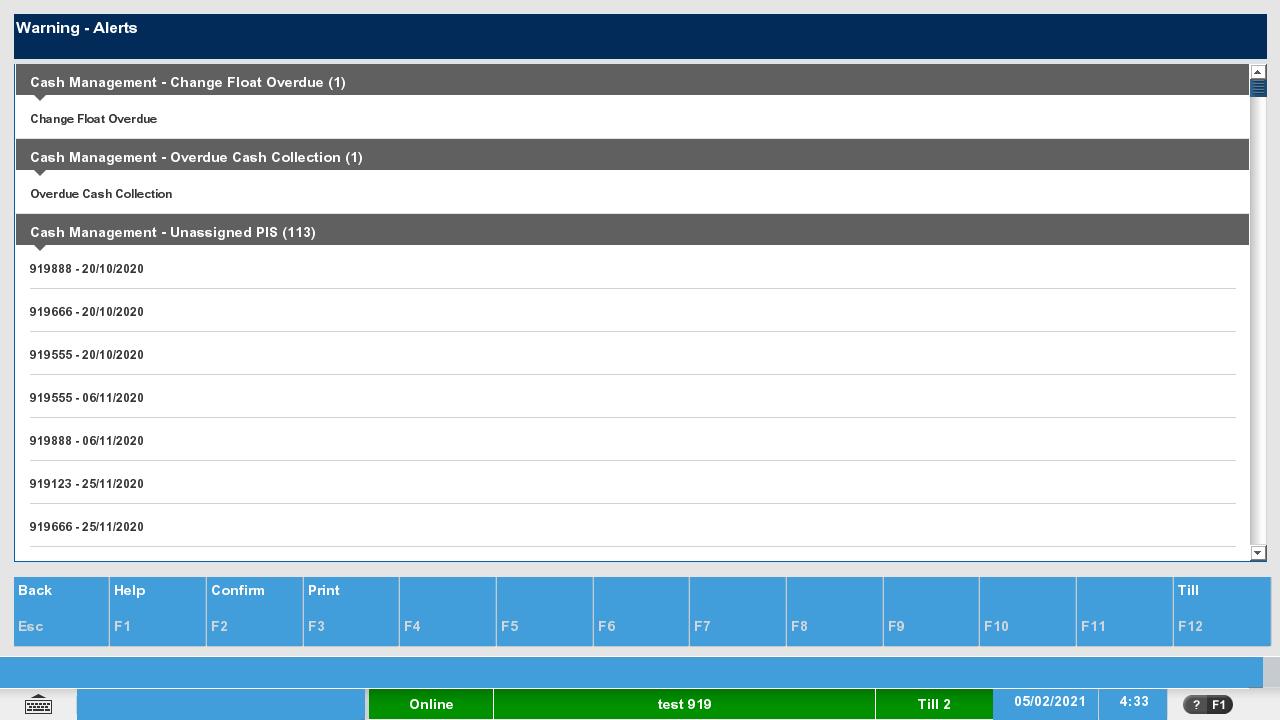 Warning - Alerts
Cash Management - Change Float Overdue (1)
Change Float Overdue
Cash Management - Overdue Cash Collection (1)
Overdue Cash Collection
Cash Management - Unassigned PIS (113)
919888 - 20/10/2020
919666 - 20/10/2020
919555 - 20/10/2020
919555 - 06/11/2020
919888 - 06/11/2020
919123 - 25/11/2020
919666 - 25/11/2020
Back Help Confirm Print Till
Esc F1 F2 F3 F4 F5 F6 F7 F8 F9 F10 F11 F12
Online test 919 Till 2 05/02/2021 4:33 ? F1